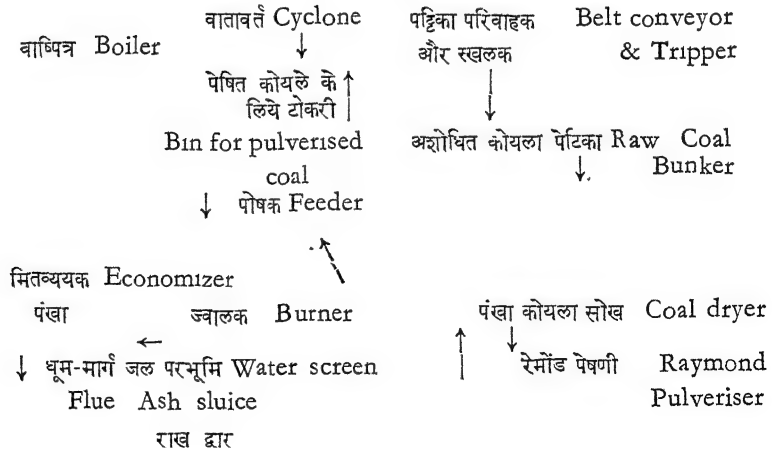 वातावर्त Cyclone
वाष्पित्र Boiler
पेषित कोयले के
लिये टोकरी
Bin for pulverised
coal
पोषक Feeder
पट्टिका परिवाहक Belt conveyor
और स्खलक & Tripper
अशोधित कोयला पेटिका Raw Coal
Bunker
मितव्ययक Economizer
पंखा ज्वालक Burner
धूम-मार्ग जल परभूमि Water screen
Flue Ash sluice
राख द्वार
पंखा कोयला सोख Coal dryer
रेमोंड पेषणी Raymond
Pulveriser